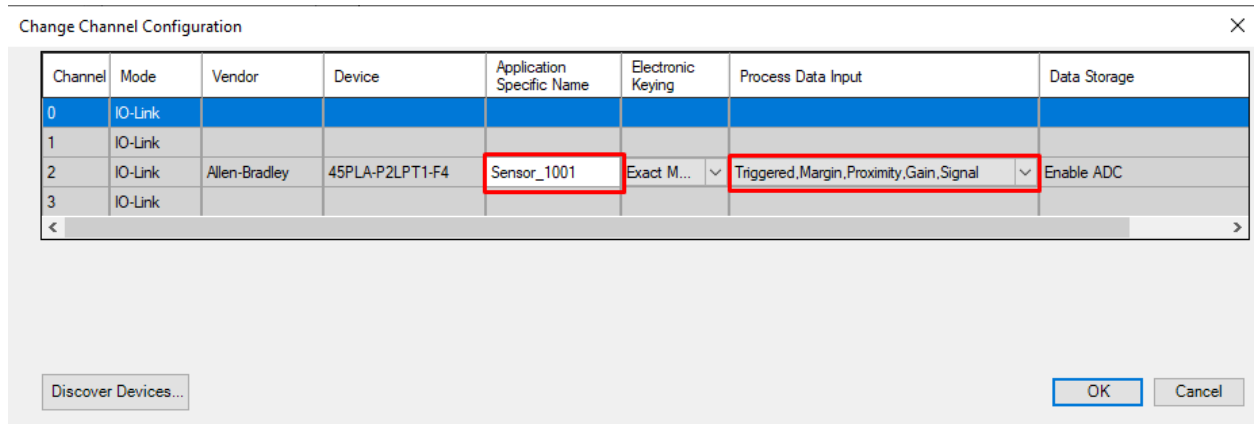 Change Channel Configuration
Channel Mode Vendor Device Application Specific Name Electronic Keying Process Data Input Data Storage
0 IO-Link
1 IO-Link
2 IO-Link Allen-Bradley 45PLA-P2LPT1-F4 Sensor_1001 Exact M... Triggered,Margin,Proximity,Gain,Signal Enable ADC
3 IO-Link
Discover Devices... OK Cancel